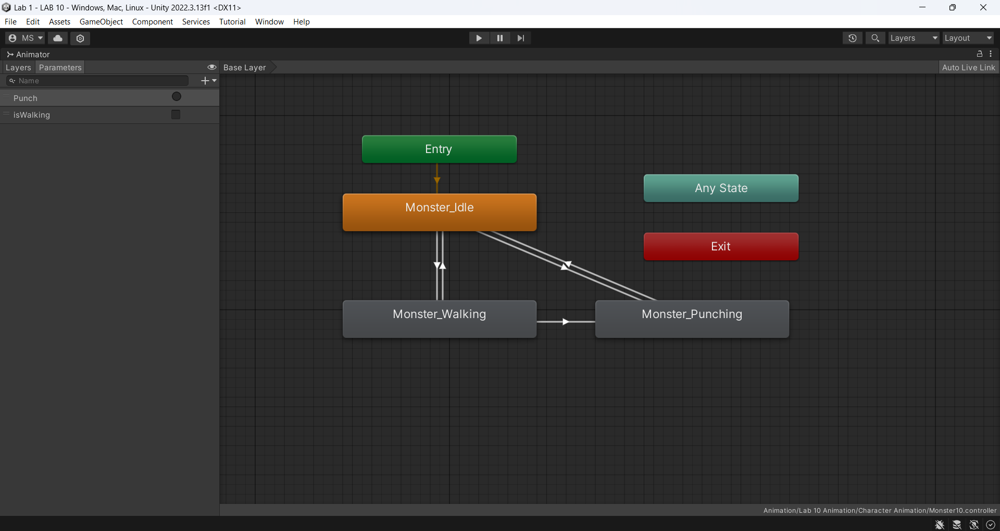 Lab 1 - LAB 10 - Windows, Mac, Linux - Unity 2022.3.13f1 <DX11>
File Edit Assets GameObject Component Services Tutorial Window Help
MS Layers Layout
Animator
Layers Parameters Base Layer Auto Live Link
Name
Punch
isWalking
Entry
Any State
Monster_Idle
Exit
Monster_Walking Monster_Punching
Animation/Lab 10 Animation/Character Animation/Monster10.controller